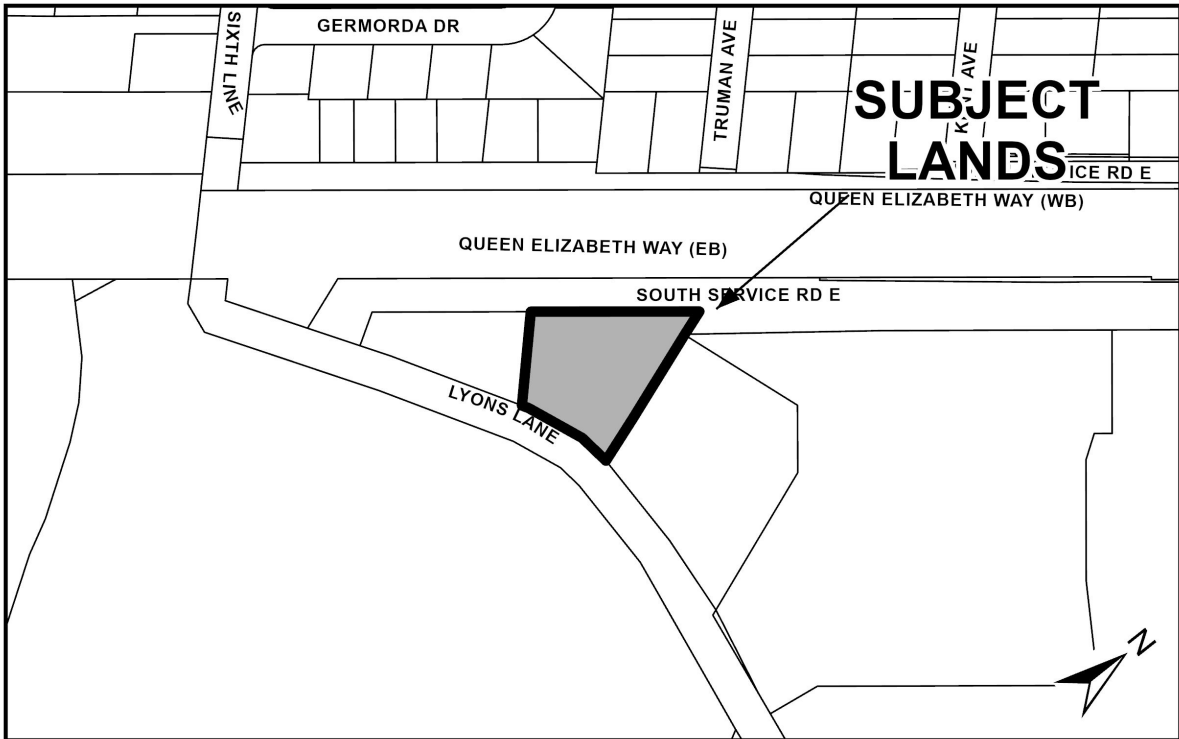 GERMORDA DR
SIXTH LINE
TRUMAN AVE
AVE
SUBJECT
LANDS
ICE RD E
QUEEN ELIZABETH WAY (WB)
QUEEN ELIZABETH WAY (EB)
SOUTH SERVICE RD E
LYONS LANE
N